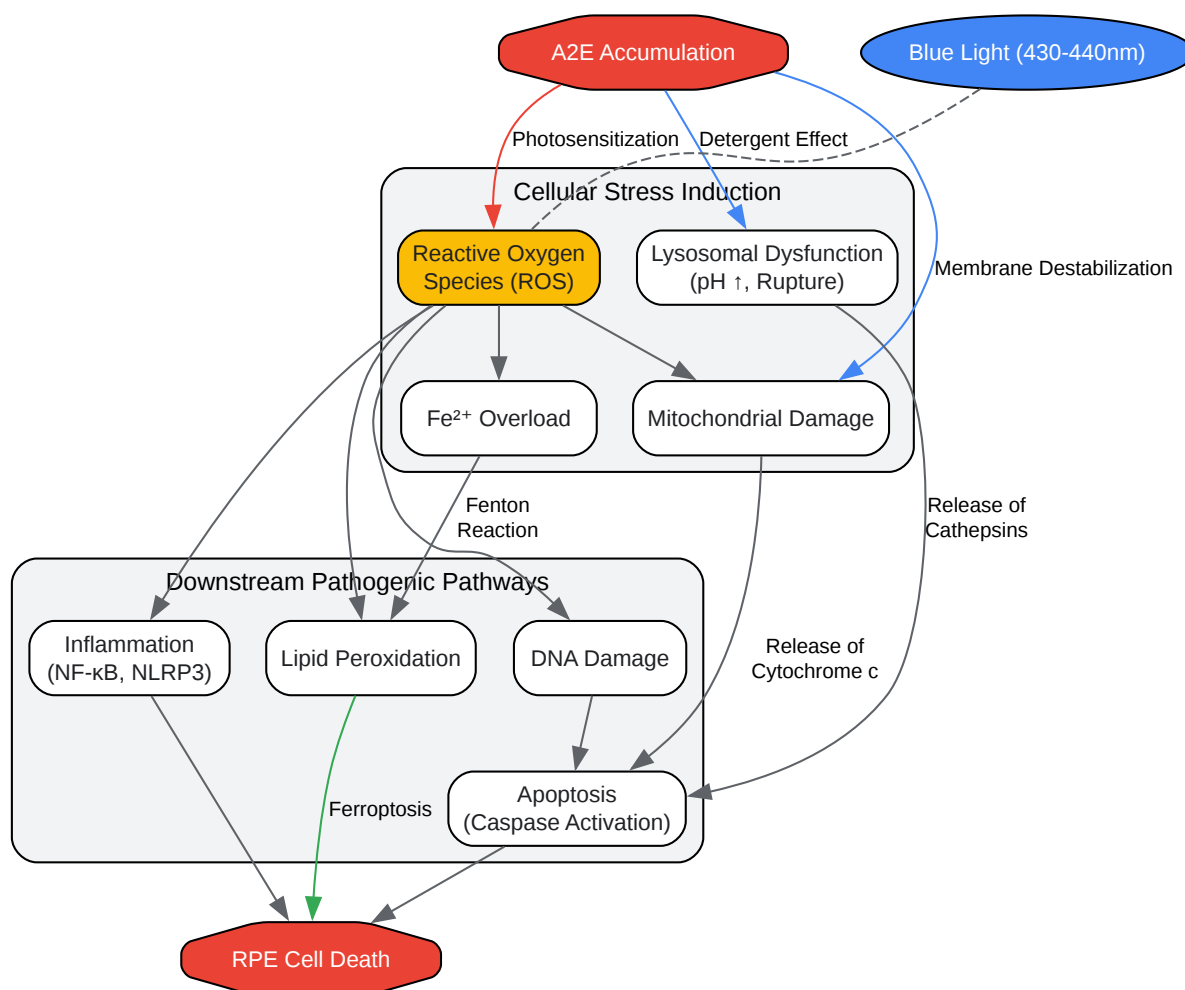 A2E Accumulation
Blue Light (430-440nm)
Photosensitization
Detergent Effect
Cellular Stress Induction
Reactive Oxygen
Species (ROS)
Lysosomal Dysfunction
(pH ↑, Rupture)
Membrane Destabilization
Fe²⁺ Overload
Mitochondrial Damage
Fenton
Reaction
Release of
Cathepsins
Downstream Pathogenic Pathways
Inflammation
(NF-κB, NLRP3)
Lipid Peroxidation
DNA Damage
Release of
Cytochrome c
Apoptosis
(Caspase Activation)
Ferroptosis
RPE Cell Death